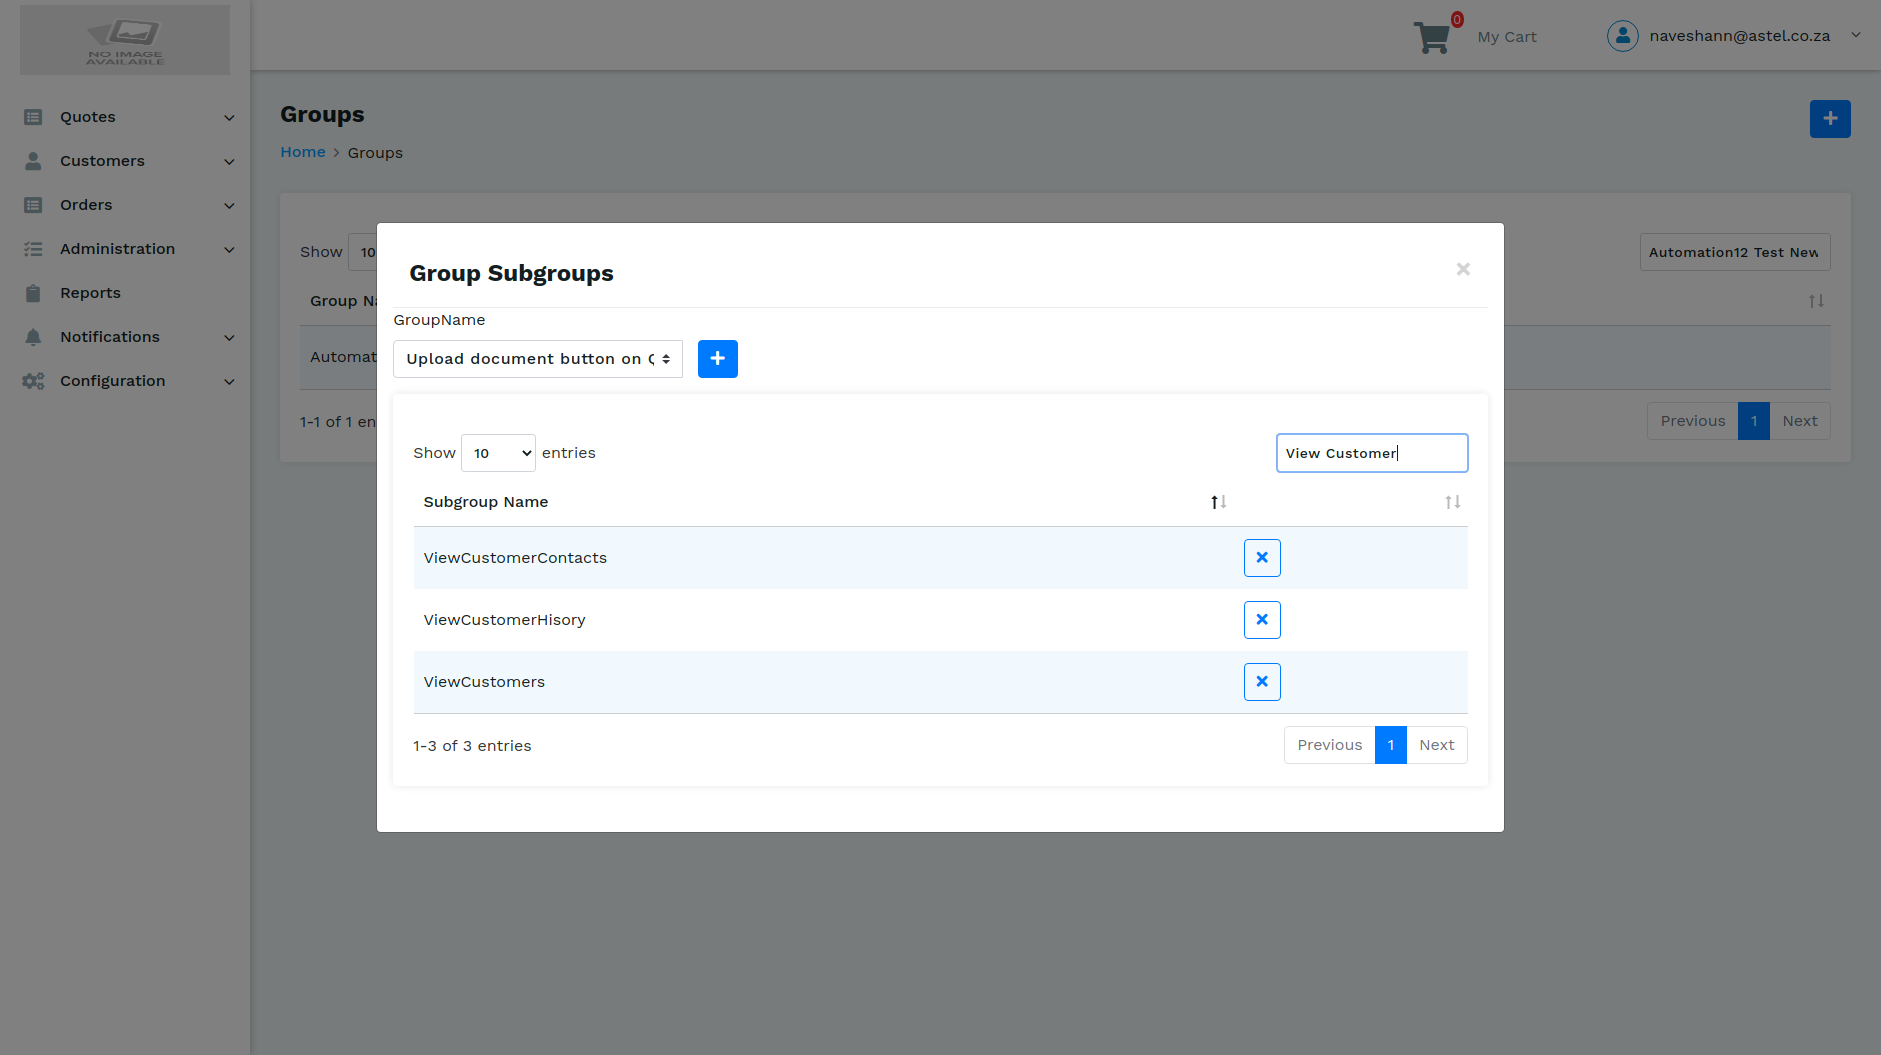 NO IMAGE
AVAILABLE
0
My Cart
naveshann@astel.co.za
Quotes
Customers
Orders
Administration
Reports
Notifications
Configuration
Groups
Home > Groups
Show 10
Automation12 Test New
Group Na
Automat
1-1 of 1 en
Previous 1 Next
Group Subgroups
×
GroupName
Upload document button on Q
+
Show 10 entries
View Customer
Subgroup Name
ViewCustomerContacts
ViewCustomerHisory
ViewCustomers
1-3 of 3 entries
Previous 1 Next